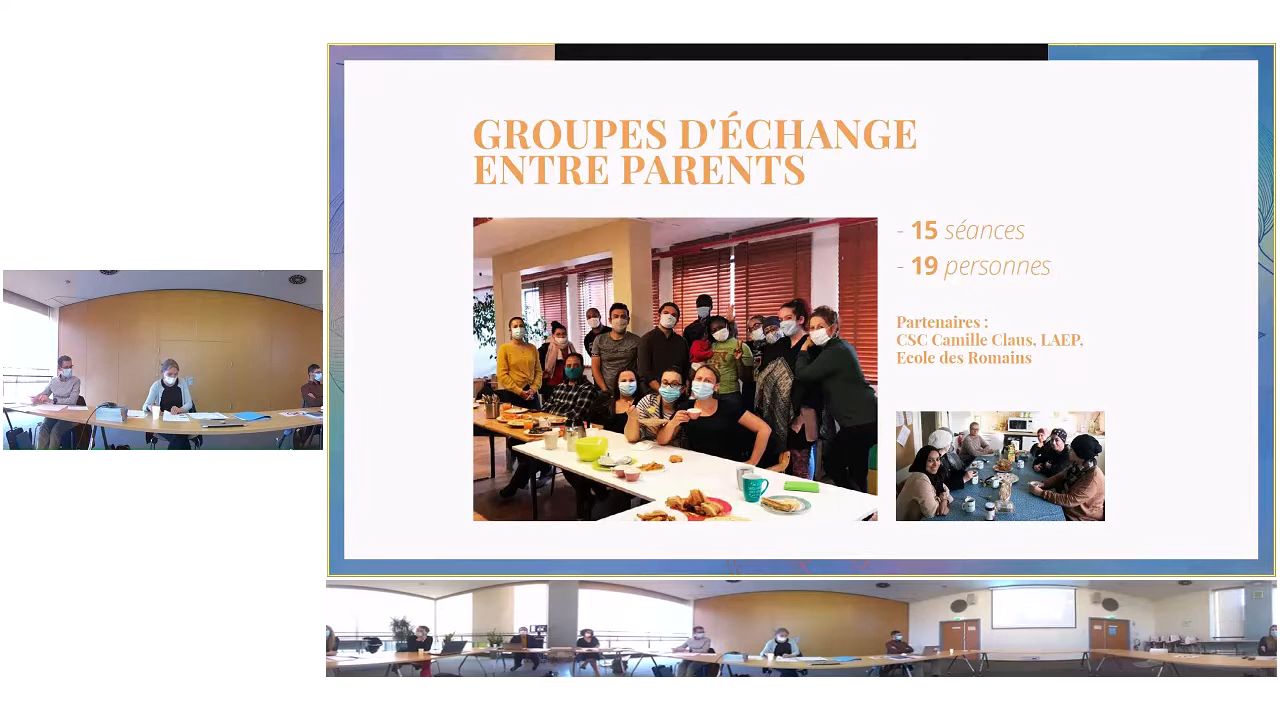 GROUPES D'ÉCHANGE
ENTRE PARENTS
- 15 séances
- 19 personnes
Partenaires :
CSC Camille Claus, LAEP,
Ecole des Romains